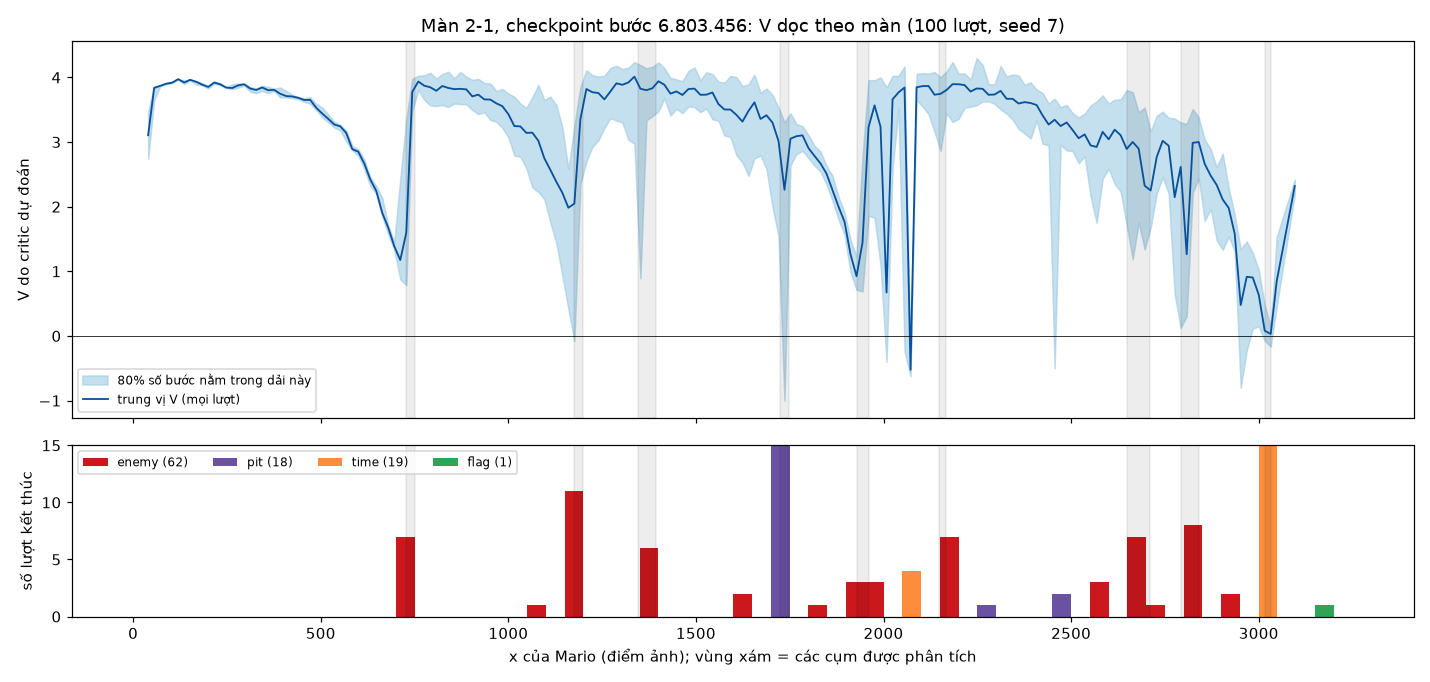 Màn 2-1, checkpoint bước 6.803.456: V dọc theo màn (100 lượt, seed 7)
V do critic dự đoán
4
3
2
1
0
−1
80% số bước nằm trong dải này
trung vị V (mọi lượt)
số lượt kết thúc
15
10
5
0
enemy (62)
pit (18)
time (19)
flag (1)
0
500
1000
1500
2000
2500
3000
x của Mario (điểm ảnh); vùng xám = các cụm được phân tích